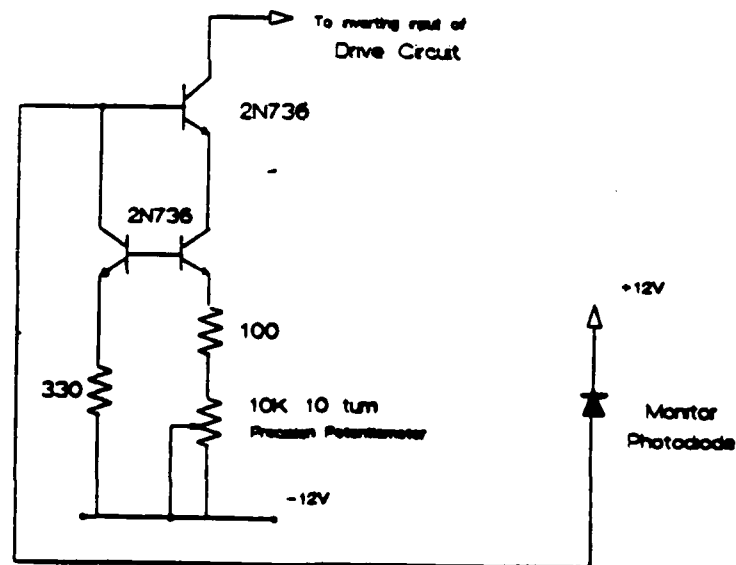 To inverting input of
Drive Circuit
2N736
2N736
+12V
100
330
10K 10 turn
Precision Potentiometer
Monitor
Photodiode
-12V